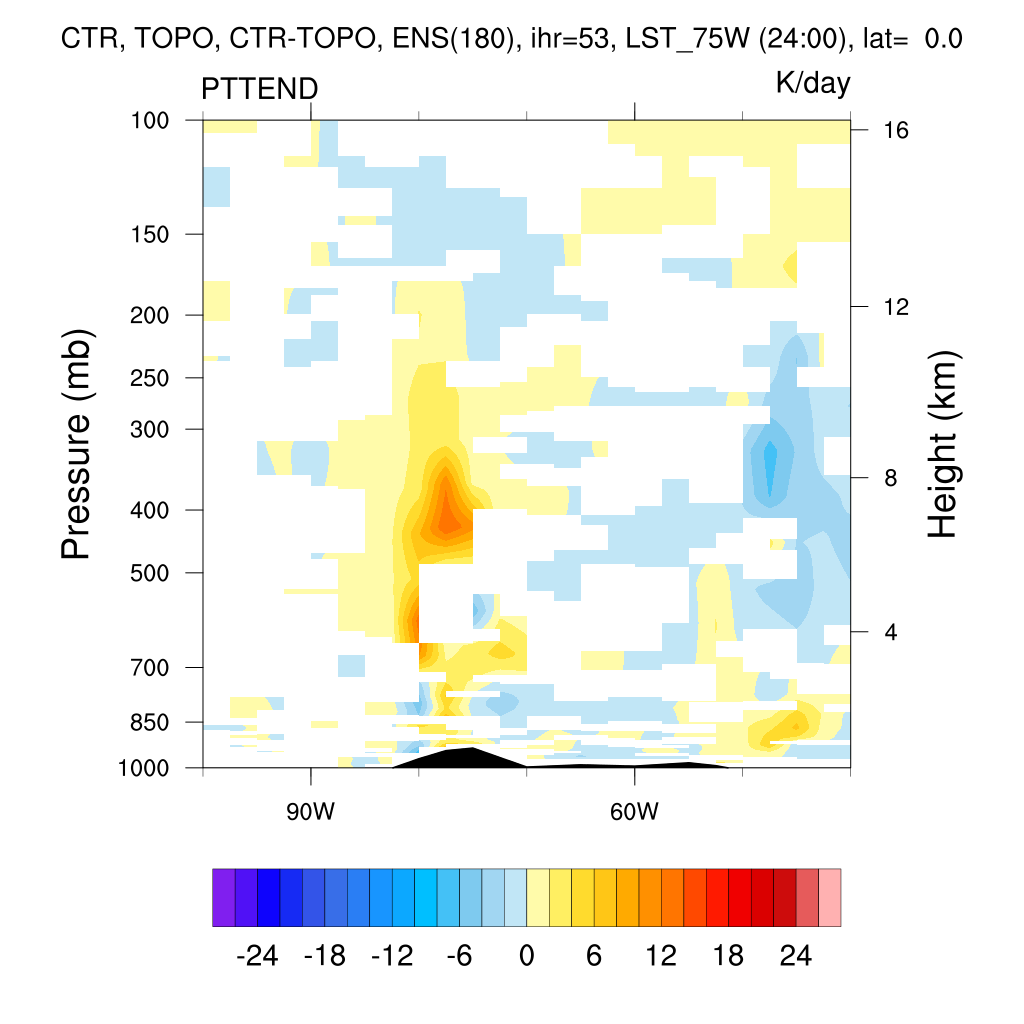 CTR, TOPO, CTR-TOPO, ENS(180), ihr=53, LST_75W (24:00), lat= 0.0
PTTEND K/day
100
150
200
250
300
400
500
700
850
1000
Pressure (mb)
16
12
8
4
Height (km)
90W 60W
-24 -18 -12 -6 0 6 12 18 24